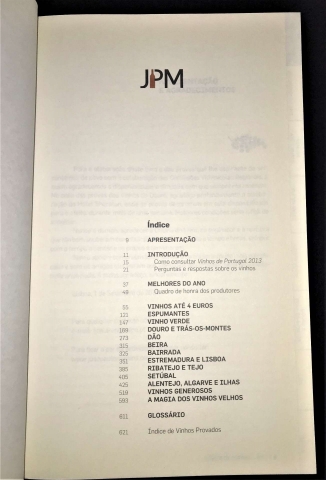 JPM
Índice
9 APRESENTAÇÃO
11 INTRODUÇÃO
15 Como consultar Vinhos de Portugal 2013
21 Perguntas e respostas sobre os vinhos
37 MELHORES DO ANO
49 Quadro de honra dos produtores
55 VINHOS ATÉ 4 EUROS
131 ESPUMANTES
147 VINHO VERDE
189 DOURO E TRÁS-OS-MONTES
273 DÃO
315 BEIRA
325 BAIRRADA
351 ESTREMADURA E LISBOA
385 RIBATEJO E TEJO
405 SETÚBAL
425 ALENTEJO, ALGARVE E ILHAS
519 VINHOS GENEROSOS
593 A MAGIA DOS VINHOS VELHOS
611 GLOSSÁRIO
621 Índice de Vinhos Provados